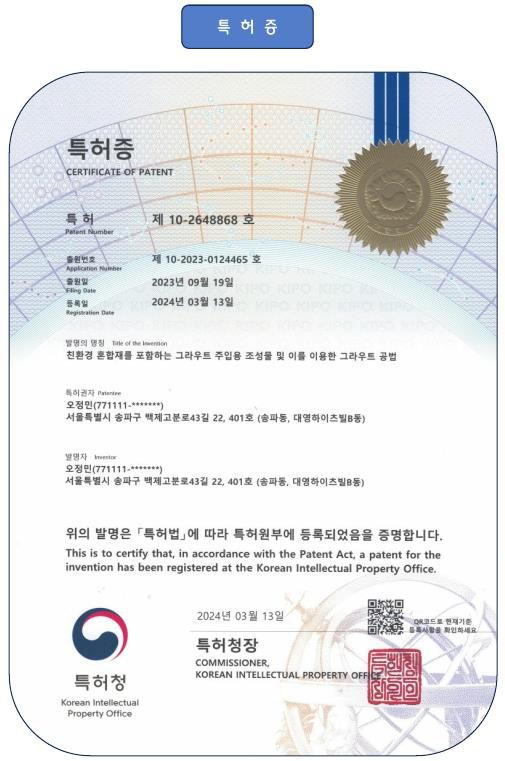 특 허 증
특허증
CERTIFICATE OF PATENT
특 허 제 10-2648868 호
Patent Number
출원번호 제 10-2023-0124465 호
Application Number
출원일 2023년 09월 19일
Filing Date
등록일 2024년 03월 13일
Registration Date
발명의 명칭 Title of the Invention
친환경 혼합재를 포함하는 그라우트 주입용 조성물 및 이를 이용한 그라우트 공법
특허권자 Patentee
오정민(771111-*******)
서울특별시 송파구 백제고분로43길 22, 401호 (송파동, 대영하이츠빌B동)
발명자 Inventor
오정민(771111-*******)
서울특별시 송파구 백제고분로43길 22, 401호 (송파동, 대영하이츠빌B동)
위의 발명은 「특허법」에 따라 특허원부에 등록되었음을 증명합니다.
This is to certify that, in accordance with the Patent Act, a patent for the
invention has been registered at the Korean Intellectual Property Office.
2024년 03월 13일
QR코드로 현재기준
등록사항을 확인하세요
특허청장
COMMISSIONER,
KOREAN INTELLECTUAL PROPERTY OFFICE
특허청
Korean Intellectual
Property Office